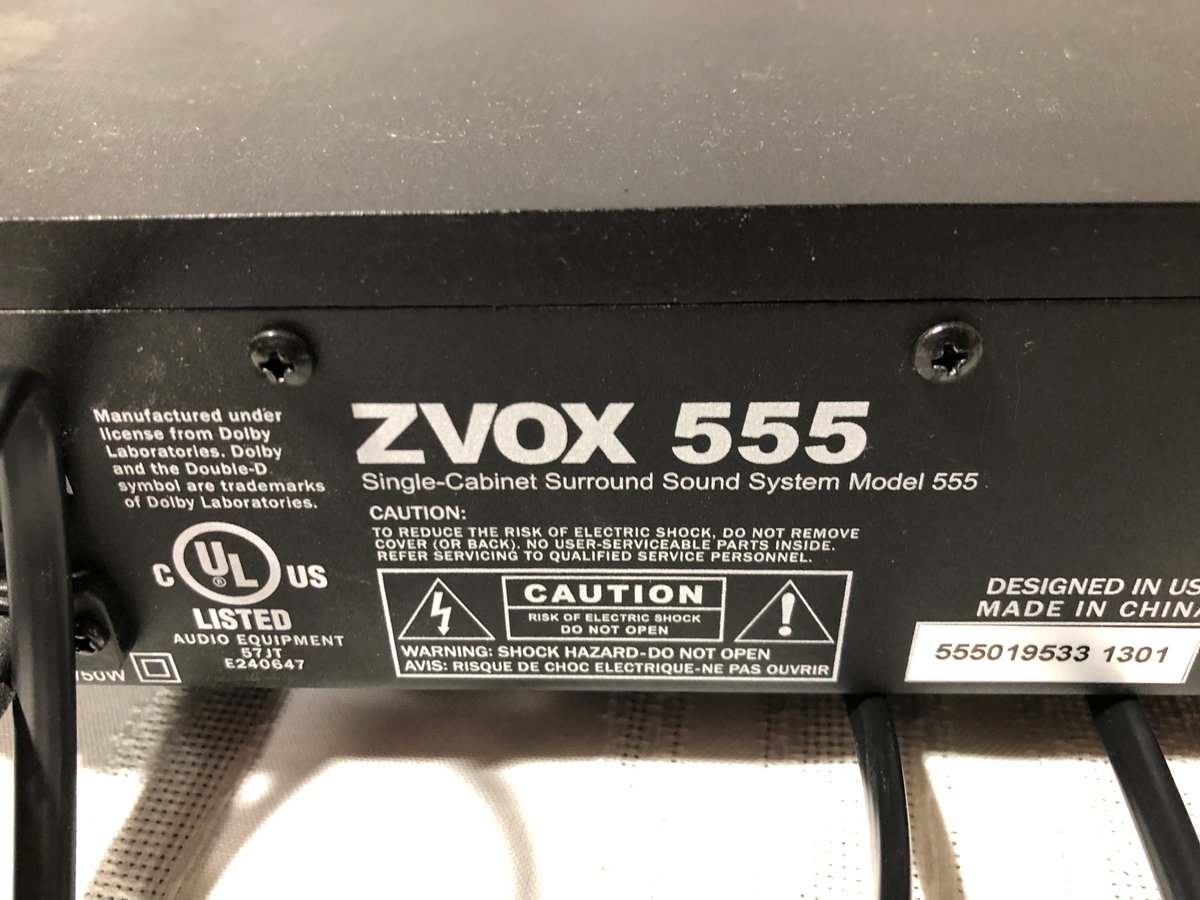 Manufactured under
license from Dolby
Laboratories. Dolby
and the Double-D
symbol are trademarks
of Dolby Laboratories.
C UL ® US
LISTED
AUDIO EQUIPMENT
57JT
E240647
ZVOX 555
Single-Cabinet Surround Sound System Model 555
CAUTION:
TO REDUCE THE RISK OF ELECTRIC SHOCK, DO NOT REMOVE
COVER (OR BACK). NO USER-SERVICEABLE PARTS INSIDE.
REFER SERVICING TO QUALIFIED SERVICE PERSONNEL.
CAUTION
RISK OF ELECTRIC SHOCK
DO NOT OPEN
WARNING: SHOCK HAZARD-DO NOT OPEN
AVIS: RISQUE DE CHOC ELECTRIQUE-NE PAS OUVRIR
DESIGNED IN US
MADE IN CHINA
555019533 1301